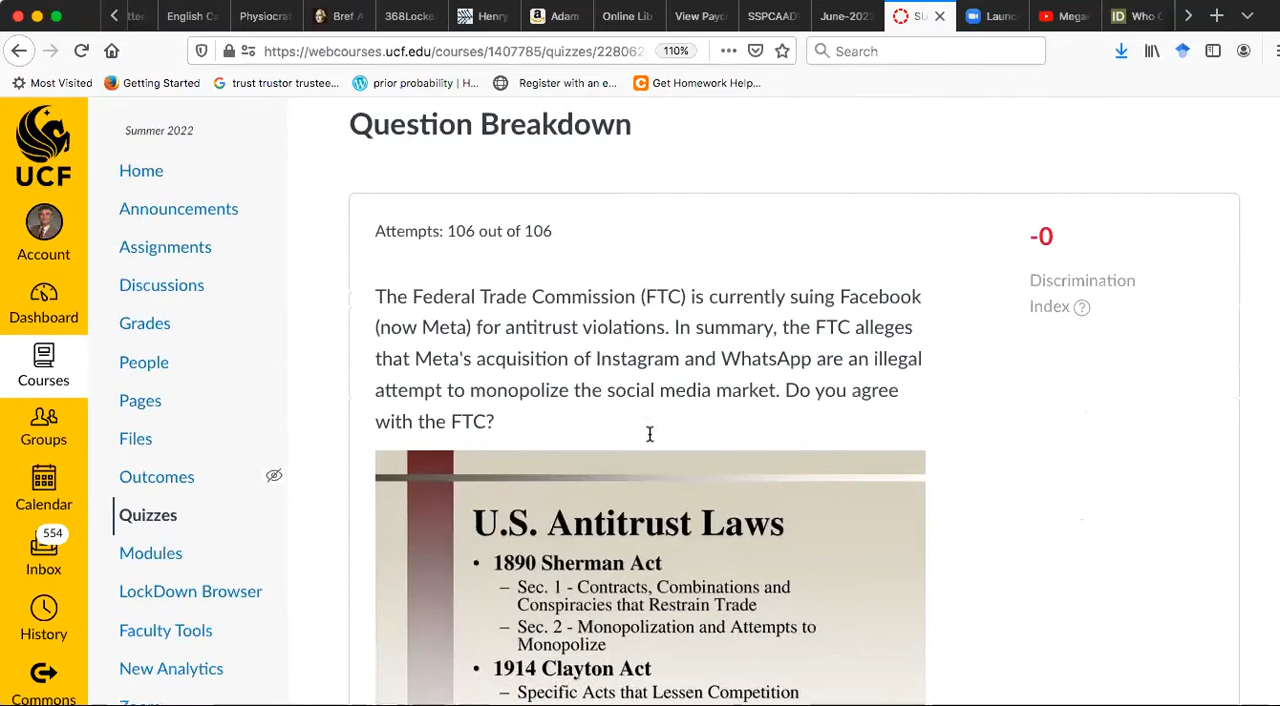 tter
English Co
Physiocrat
Bref A
368Locke
Henry
Adam
Online Lib
View Payc
SSPCAADV
June-2022
SU
Launc
Mega
Who C
https://webcourses.ucf.edu/courses/1407785/quizzes/228062
110%
Search
Most Visited
Getting Started
trust trustor trustee...
prior probability | H...
Register with an e...
Get Homework Help...
UCF
Account
Dashboard
Courses
Groups
Calendar
554
Inbox
History
Commons
Summer 2022
Home
Announcements
Assignments
Discussions
Grades
People
Pages
Files
Outcomes
Quizzes
Modules
LockDown Browser
Faculty Tools
New Analytics
Zoom
Question Breakdown
Attempts: 106 out of 106
-0
Discrimination
Index ?
The Federal Trade Commission (FTC) is currently suing Facebook
(now Meta) for antitrust violations. In summary, the FTC alleges
that Meta's acquisition of Instagram and WhatsApp are an illegal
attempt to monopolize the social media market. Do you agree
with the FTC?
U.S. Antitrust Laws
• 1890 Sherman Act
– Sec. 1 - Contracts, Combinations and
Conspiracies that Restrain Trade
– Sec. 2 - Monopolization and Attempts to
Monopolize
• 1914 Clayton Act
– Specific Acts that Lessen Competition